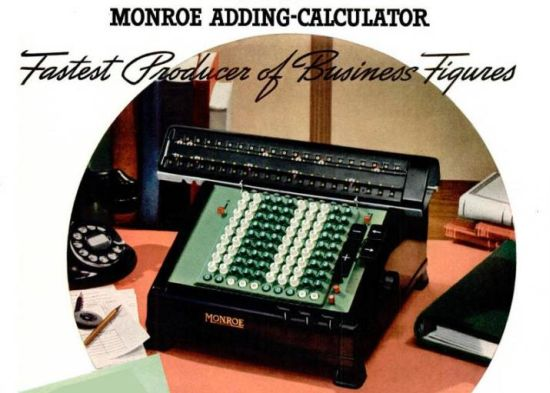 MONROE ADDING-CALCULATOR
Fastest Producer of Business Figures
MONROE